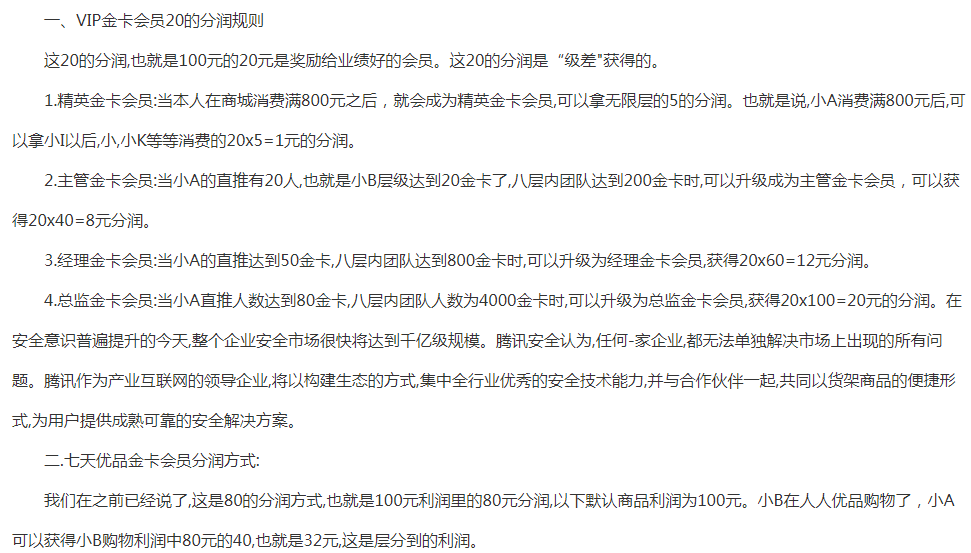 一、VIP金卡会员20的分润规则
这20的分润,也就是100元的20元是奖励给业绩好的会员。这20的分润是“级差"获得的。
1.精英金卡会员:当本人在商城消费满800元之后，就会成为精英金卡会员,可以拿无限层的5的分润。也就是说,小A消费满800元后,可
以拿小I以后,小,小K等等消费的20x5=1元的分润。
2.主管金卡会员:当小A的直推有20人,也就是小B层级达到20金卡了,八层内团队达到200金卡时,可以升级成为主管金卡会员，可以获
得20x40=8元分润。
3.经理金卡会员:当小A的直推达到50金卡,八层内团队达到800金卡时,可以升级为经理金卡会员,获得20x60=12元分润。
4.总监金卡会员:当小A直推人数达到80金卡,八层内团队人数为4000金卡时,可以升级为总监金卡会员,获得20x100=20元的分润。在
安全意识普遍提升的今天,整个企业安全市场很快将达到千亿级规模。腾讯安全认为,任何-家企业,都无法单独解决市场上出现的所有问
题。腾讯作为产业互联网的领导企业,将以构建生态的方式,集中全行业优秀的安全技术能力,并与合作伙伴一起,共同以货架商品的便捷形
式,为用户提供成熟可靠的安全解决方案。
二.七天优品金卡会员分润方式:
我们在之前已经说了,这是80的分润方式,也就是100元利润里的80元分润,以下默认商品利润为100元。小B在人人优品购物了，小A
可以获得小B购物利润中80元的40,也就是32元,这是层分到的利润。